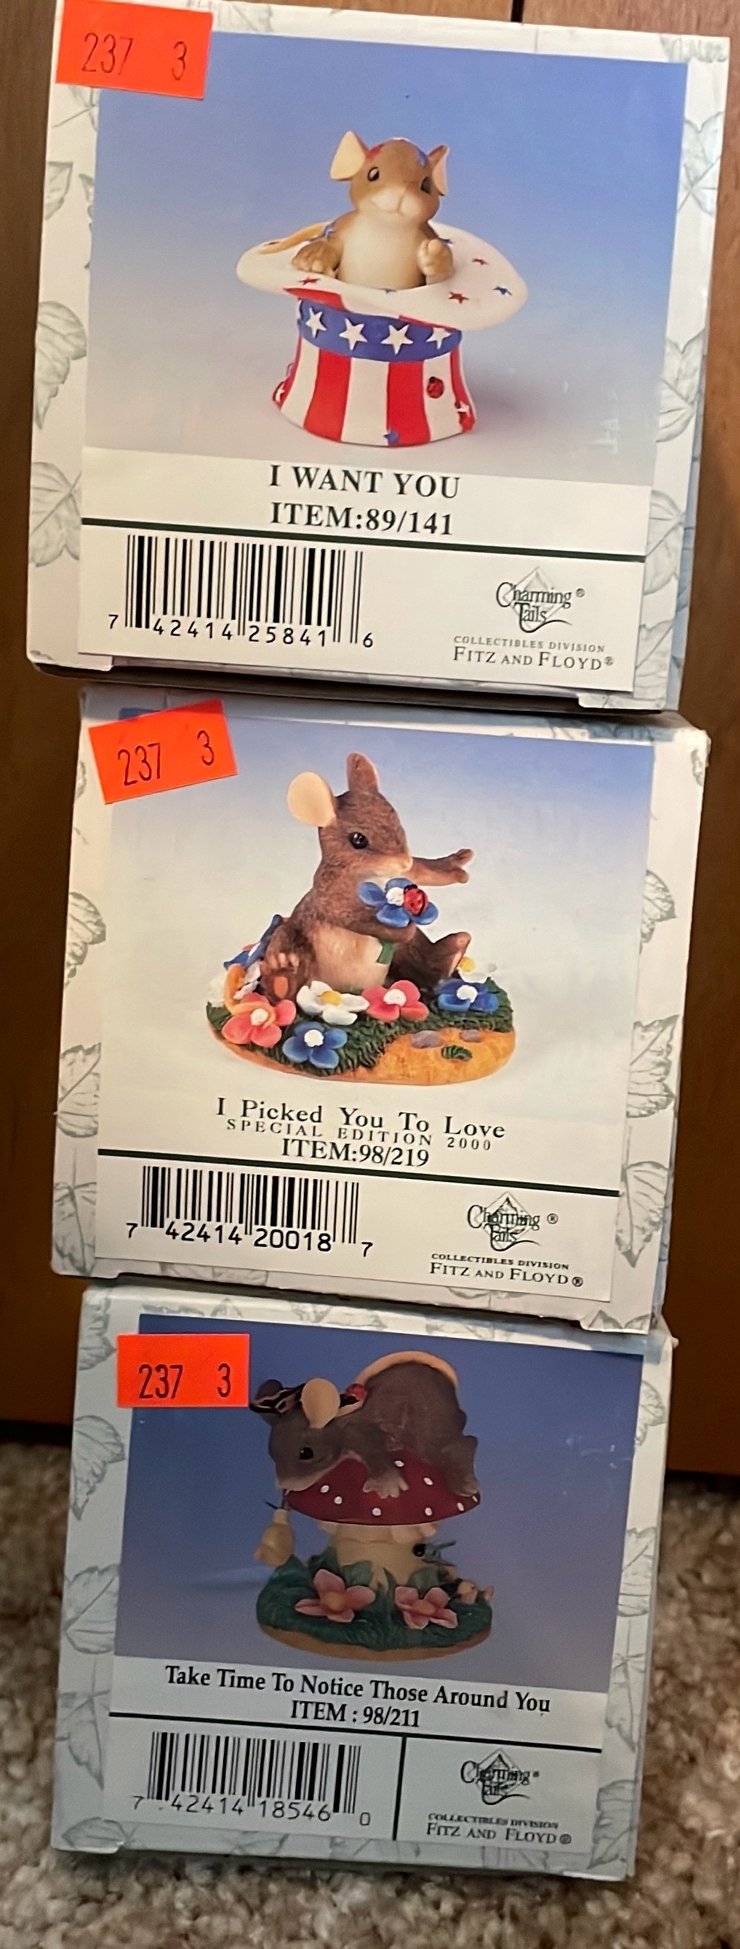 237 3
I WANT YOU
ITEM:89/141
7 42414 25841 6
Charming Tails ®
COLLECTIBLES DIVISION
FITZ AND FLOYD®
237 3
I Picked You To Love
SPECIAL EDITION 2000
ITEM:98/219
7 42414 20018 7
Charming Tails ®
COLLECTIBLES DIVISION
FITZ AND FLOYD®
237 3
Take Time To Notice Those Around You
ITEM : 98/211
7 42414 18546 0
Charming Tails ®
COLLECTIBLES DIVISION
FITZ AND FLOYD®